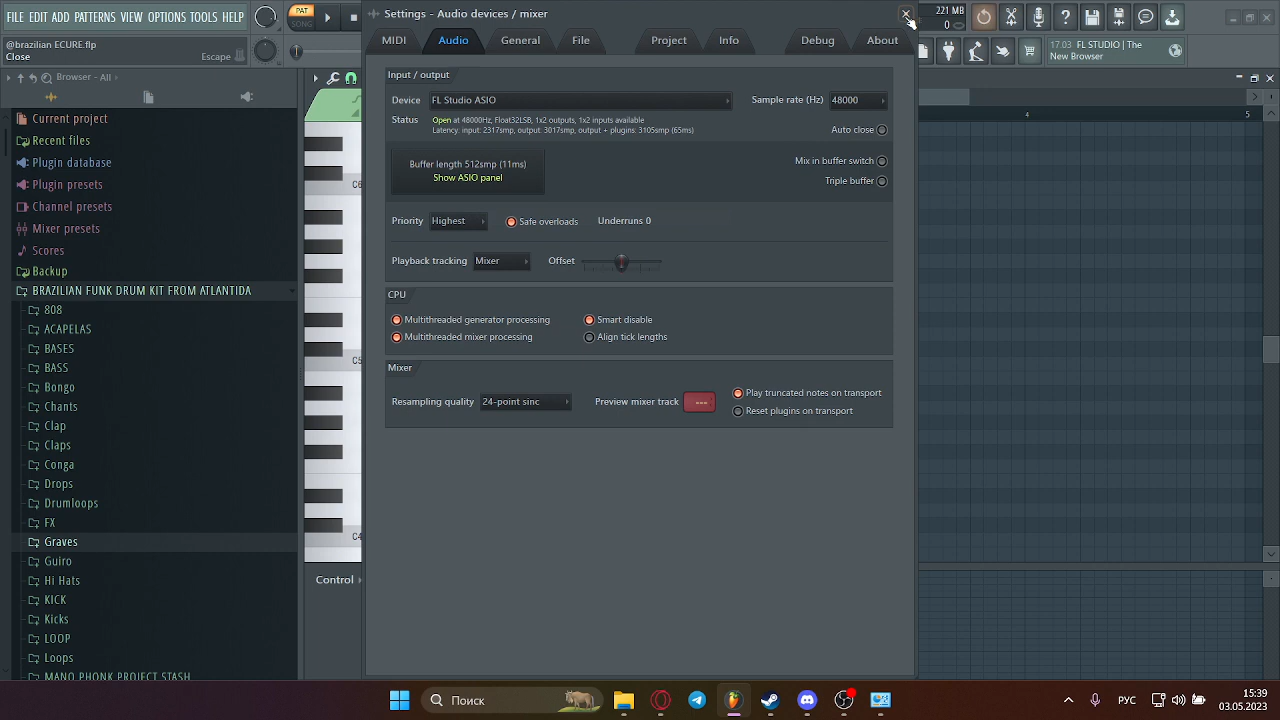 FILE EDIT ADD PATTERNS VIEW OPTIONS TOOLS HELP
PAT
SONG
@brazilian ECURE.flp
Close
Escape
Browser - All
Current project
Recent files
Plugin database
Plugin presets
Channel presets
Mixer presets
Scores
Backup
BRAZILIAN FUNK DRUM KIT FROM ATLANTIDA
808
ACAPELAS
BASES
BASS
Bongo
Chants
Clap
Claps
Conga
Drops
Drumloops
FX
Graves
Guiro
Hi Hats
KICK
Kicks
LOOP
Loops
MANO PHONK PROJECT STASH
C6
C5
C4
Control
Settings - Audio devices / mixer
MIDI
Audio
General
File
Project
Info
Debug
About
Input / output
Device
FL Studio ASIO
Sample rate (Hz)
48000
Status
Open at 48000Hz, Float32SB, 1x2 outputs, 1x2 inputs available
Latency: input: 2317smp, output: 3017smp, output + plugins: 3105smp (65ms)
Auto close
Buffer length 512smp (11ms)
Show ASIO panel
Mix in buffer switch
Triple buffer
Priority
Highest
Safe overloads
Underruns 0
Playback tracking
Mixer
Offset
CPU
Multithreaded generator processing
Smart disable
Multithreaded mixer processing
Align tick lengths
Mixer
Resampling quality
24-point sinc
Preview mixer track
---
Play truncated notes on transport
Reset plugins on transport
221 MB
0
17.03 FL STUDIO | The
New Browser
4
5
Поиск
РУС
15:39
03.05.2023